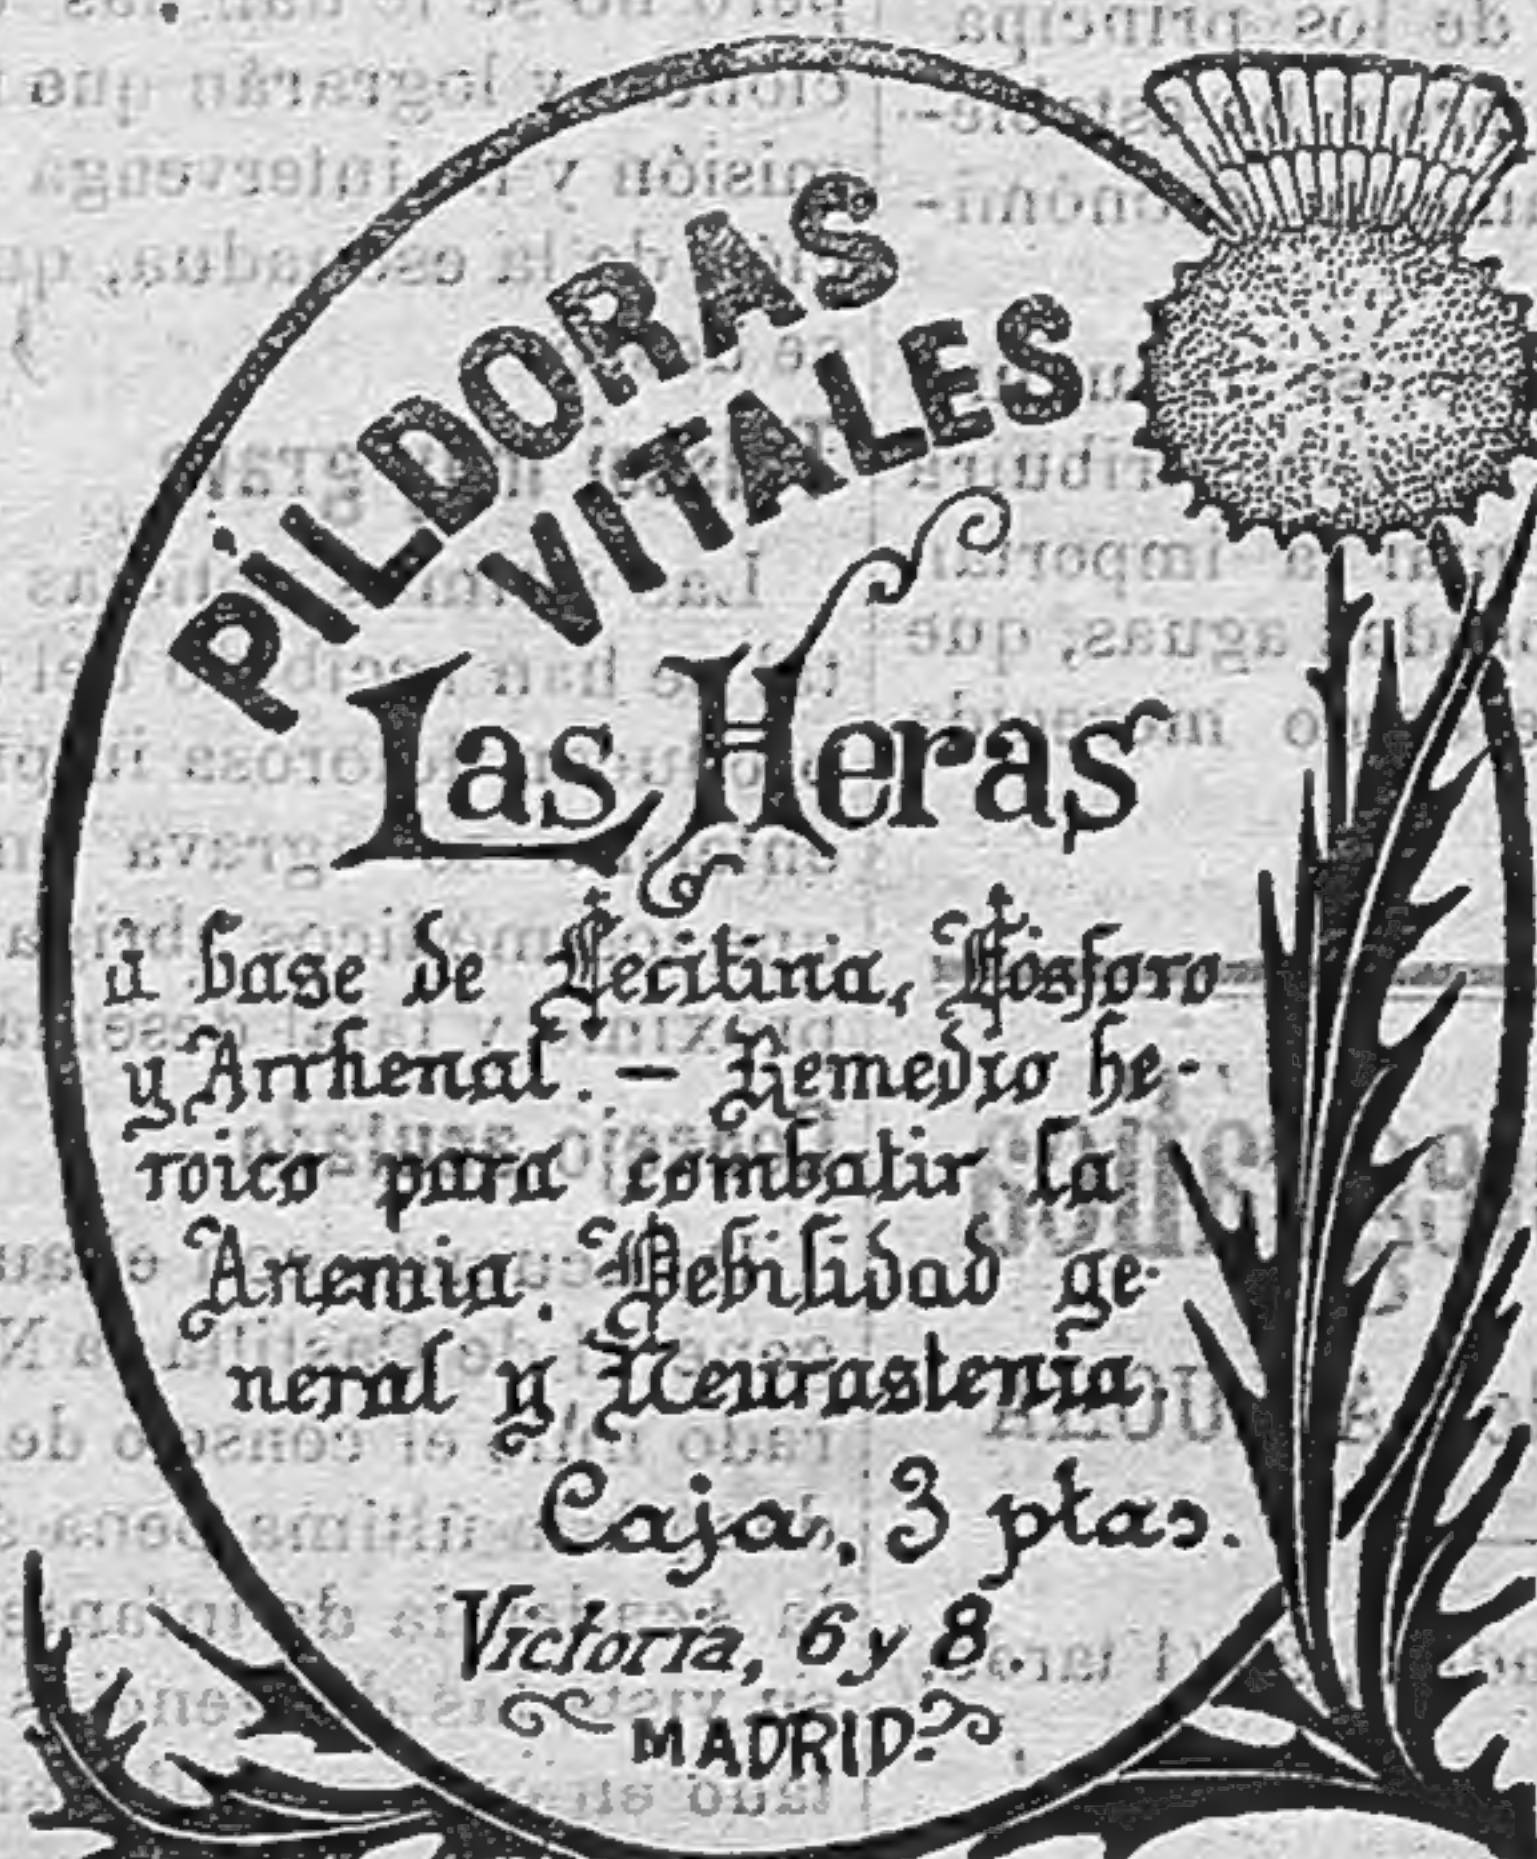 PÍLDORAS
VITALES
Las Heras
a base de Lecitina, Fósforo
y Arrhenal. — Remedio he-
roico para combatir la
Anemia. Debilidad ge-
neral y Neurastenia.
Caja, 3 ptas.
Victoria, 6 y 8
MADRID